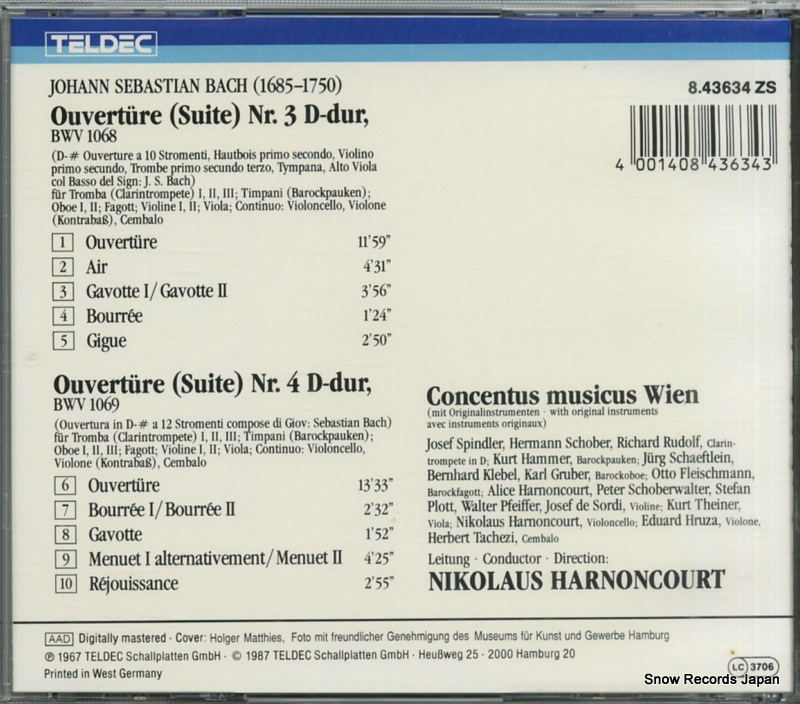 TELDEC
JOHANN SEBASTIAN BACH (1685–1750)
Ouvertüre (Suite) Nr. 3 D-dur,
BWV 1068
(D-# Ouverture a 10 Stromenti, Hautbois primo secondo, Violino
primo secundo, Trombe primo secundo terzo, Tympana, Alto Viola
col Basso del Sign: J. S. Bach)
für Tromba (Clarintrompete) I, II, III; Timpani (Barockpauken);
Oboe I, II; Fagott; Violine I, II; Viola; Continuo: Violoncello, Violone
(Kontrabaß), Cembalo
1 Ouvertüre 11'59"
2 Air 4'31"
3 Gavotte I/Gavotte II 3'56"
4 Bourrée 1'24"
5 Gigue 2'50"
Ouvertüre (Suite) Nr. 4 D-dur,
BWV 1069
(Ouvertura in D-# a 12 Stromenti compose di Giov: Sebastian Bach)
für Tromba (Clarintrompete) I, II, III; Timpani (Barockpauken);
Oboe I, II, III; Fagott; Violine I, II; Viola; Continuo: Violoncello,
Violone (Kontrabaß), Cembalo
6 Ouvertüre 13'33"
7 Bourrée I/Bourrée II 2'32"
8 Gavotte 1'52"
9 Menuet I alternativement/Menuet II 4'25"
10 Réjouissance 2'55"
8.43634 ZS
4 001408 436343
Concentus musicus Wien
(mit Originalinstrumenten · with original instruments
avec instruments originaux)
Josef Spindler, Hermann Schober, Richard Rudolf, Clarin-
trompete in D; Kurt Hammer, Barockpauken; Jürg Schaeftlein,
Bernhard Klebel, Karl Gruber, Barockoboe; Otto Fleischmann,
Barockfagott; Alice Harnoncourt, Peter Schoberwalter, Stefan
Plott, Walter Pfeiffer, Josef de Sordi, Violine; Kurt Theiner,
Viola; Nikolaus Harnoncourt, Violoncello; Eduard Hruza, Violone,
Herbert Tachezi, Cembalo
Leitung · Conductor · Direction:
NIKOLAUS HARNONCOURT
AAD Digitally mastered · Cover: Holger Matthies, Foto mit freundlicher Genehmigung des Museums für Kunst und Gewerbe Hamburg
℗ 1967 TELDEC Schallplatten GmbH · © 1987 TELDEC Schallplatten GmbH · Heußweg 25 · 2000 Hamburg 20
Printed in West Germany
LC 3706
Snow Records Japan